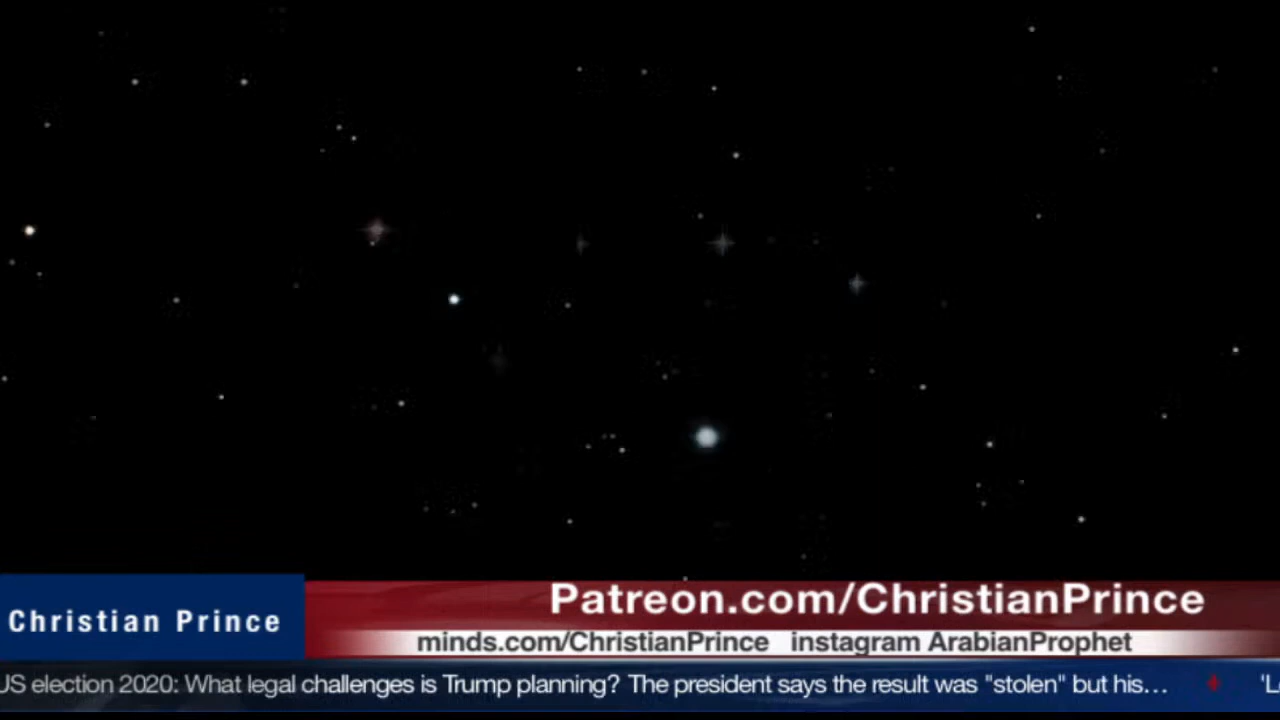 Patreon.com/ChristianPrince
Christian Prince
minds.com/ChristianPrince instagram ArabianProphet
US election 2020: What legal challenges is Trump planning? The president says the result was "stolen" but his...